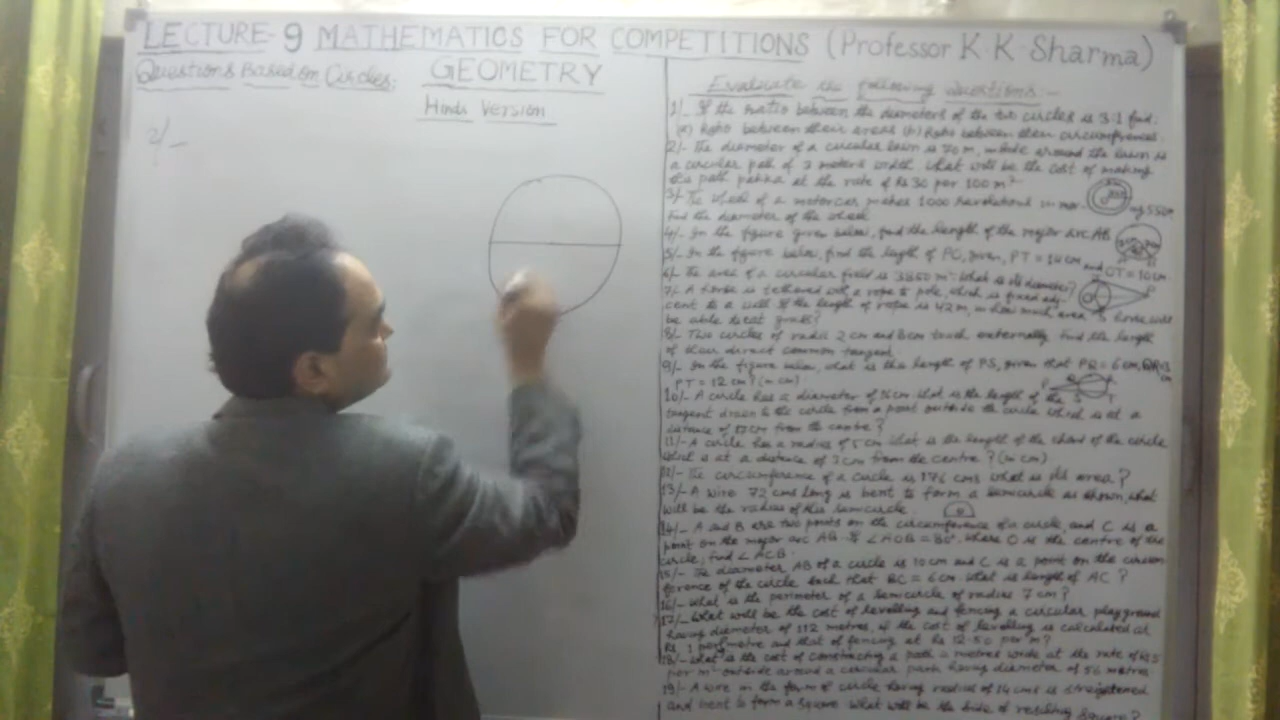 LECTURE-9 MATHEMATICS FOR COMPETITIONS (Professor K K Sharma)
Questions Based on Circles:
GEOMETRY
Hindi Version
2/-
Evaluate the following questions:-
1/- If the ratio between the diameters of the two circles is 3:1 find:
(a) Ratio between their areas (b) Ratio between their circumferences.
2/- The diameter of a circular lawn is 70 m, around the lawn is
a circular path of 3 meters width. What will be the cost of making
the path pakka at the rate of Rs 30 per 100 m²
3/- The wheel of a motorcar makes 1000 revolutions in
find the diameter of the wheel
4/- In the figure given below, find the length of the major arc AB
5/- In the figure below, find the length of PO, given, PT = and OT = 10 cm
6/- The area of a circular field is 3850 m² What is its diameter?
7/- A horse is tethered with a rope to pole, which is fixed adj-
cent to a wall If the length of rope is 42 m, in how much area horse will
be able to eat grass?
8/- Two circles of radii 2 cm and 8 cm touch externally Find the length
of their direct common tangent.
9/- In the figure below, what is the length of PS, given that PQ = 6 cm, QR
PT = 12 cm? (in cm)
10/- A circle has a diameter of 16 cm What is the length of the
tangent drawn to the circle from a point outside the circle which is at a
distance of 17 cm from the centre?
11/- A circle has a radius of 5 cm What is the length of the chord of the circle
which is at a distance of 3 cm from the centre? (in cm)
12/- The circumference of a circle is 176 cms What is its area?
13/- A wire 72 cms long is bent to form a semicircle as shown, what
will be the radius of this semicircle.
14/- A and B are two points on the circumference of a circle, and C is a
point on the major arc AB If ∠AOB = 80°, where O is the centre of the
circle; find ∠ACB.
15/- The diameter AB of a circle is 10 cm and C is a point on the circum
ference of the circle such that BC = 6 cm. What is length of AC?
16/- What is the perimeter of a semicircle of radius 7 cm?
17/- What will be the cost of levelling and fencing a circular playground
having diameter of 112 metres, if the cost of levelling is calculated at
Rs 1 per metre and that of fencing at Rs 12.50 per m?
18/- What is the cost of constructing a path metres wide at the rate of Rs
per m² outside around a circular park having diameter of 56 metres
19/- A wire in the form of circle having radius of 14 cms is straightened
and bent to form a square What will be the side of resulting square?